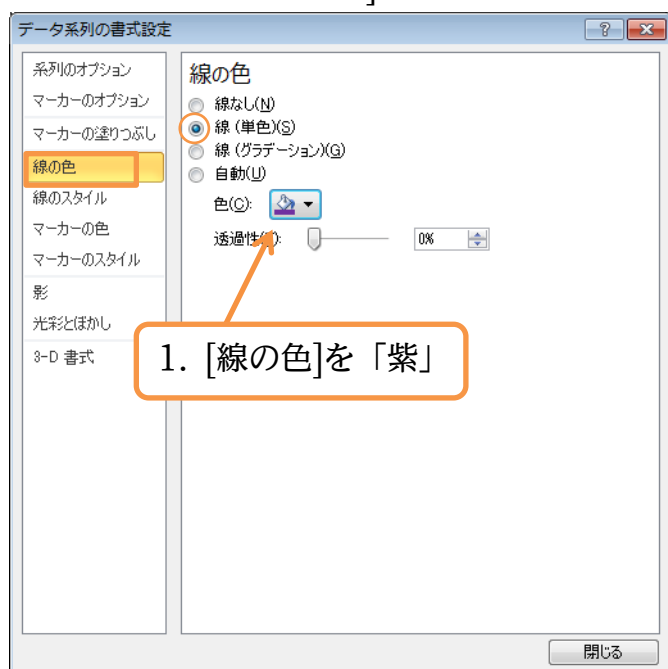 ]
データ系列の書式設定
系列のオプション
マーカーのオプション
マーカーの塗りつぶし
線の色
線のスタイル
マーカーの色
マーカーのスタイル
影
光彩とぼかし
3-D 書式
線の色
線なし(N)
線 (単色)(S)
線 (グラデーション)(G)
自動(U)
色(C):
透過性 0%
1. [線の色]を「紫」
閉じる